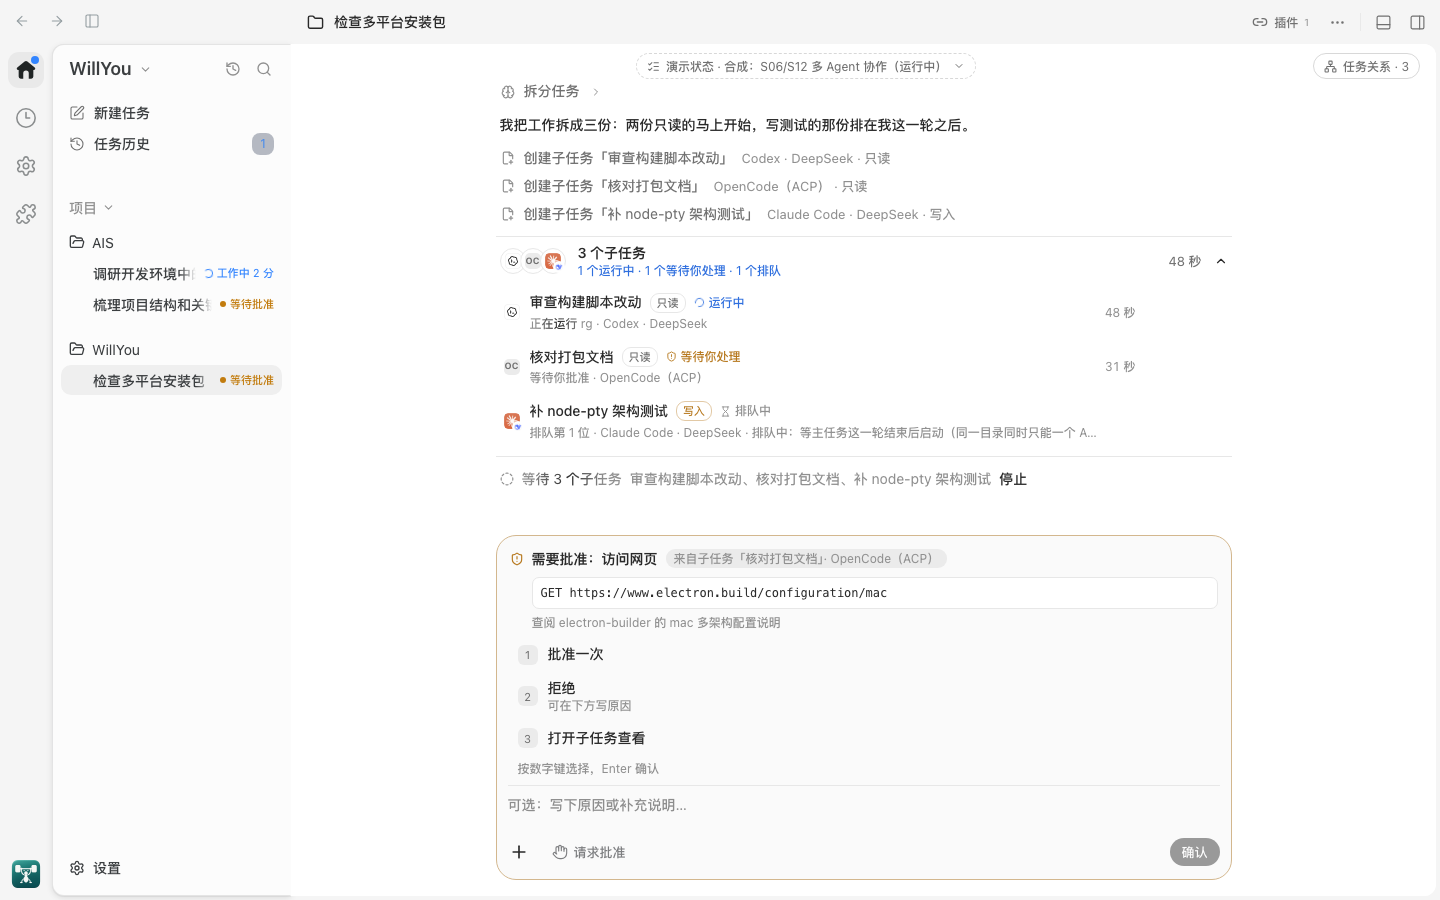 检查多平台安装包
插件 1
WillYou
新建任务
任务历史 1
项目
AIS
调研开发环境中 工作中 2 分
梳理项目结构和关 等待批准
WillYou
检查多平台安装包 等待批准
设置
演示状态 · 合成：S06/S12 多 Agent 协作（运行中）
任务关系 · 3
拆分任务
我把工作拆成三份：两份只读的马上开始，写测试的那份排在我这一轮之后。
创建子任务「审查构建脚本改动」 Codex · DeepSeek · 只读
创建子任务「核对打包文档」 OpenCode（ACP） · 只读
创建子任务「补 node-pty 架构测试」 Claude Code · DeepSeek · 写入
OC
3 个子任务
1 个运行中 · 1 个等待你处理 · 1 个排队
48 秒
审查构建脚本改动 只读 运行中
正在运行 rg · Codex · DeepSeek
48 秒
OC
核对打包文档 只读 等待你处理
等待你批准 · OpenCode（ACP）
31 秒
补 node-pty 架构测试 写入 排队中
排队第 1 位 · Claude Code · DeepSeek · 排队中：等主任务这一轮结束后启动（同一目录同时只能一个 A...
等待 3 个子任务 审查构建脚本改动、核对打包文档、补 node-pty 架构测试 停止
需要批准：访问网页 来自子任务「核对打包文档」· OpenCode（ACP）
GET https://www.electron.build/configuration/mac
查阅 electron-builder 的 mac 多架构配置说明
1 批准一次
2 拒绝
可在下方写原因
3 打开子任务查看
按数字键选择，Enter 确认
可选：写下原因或补充说明...
请求批准
确认